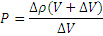 P = Δρ(V + ΔV) / ΔV